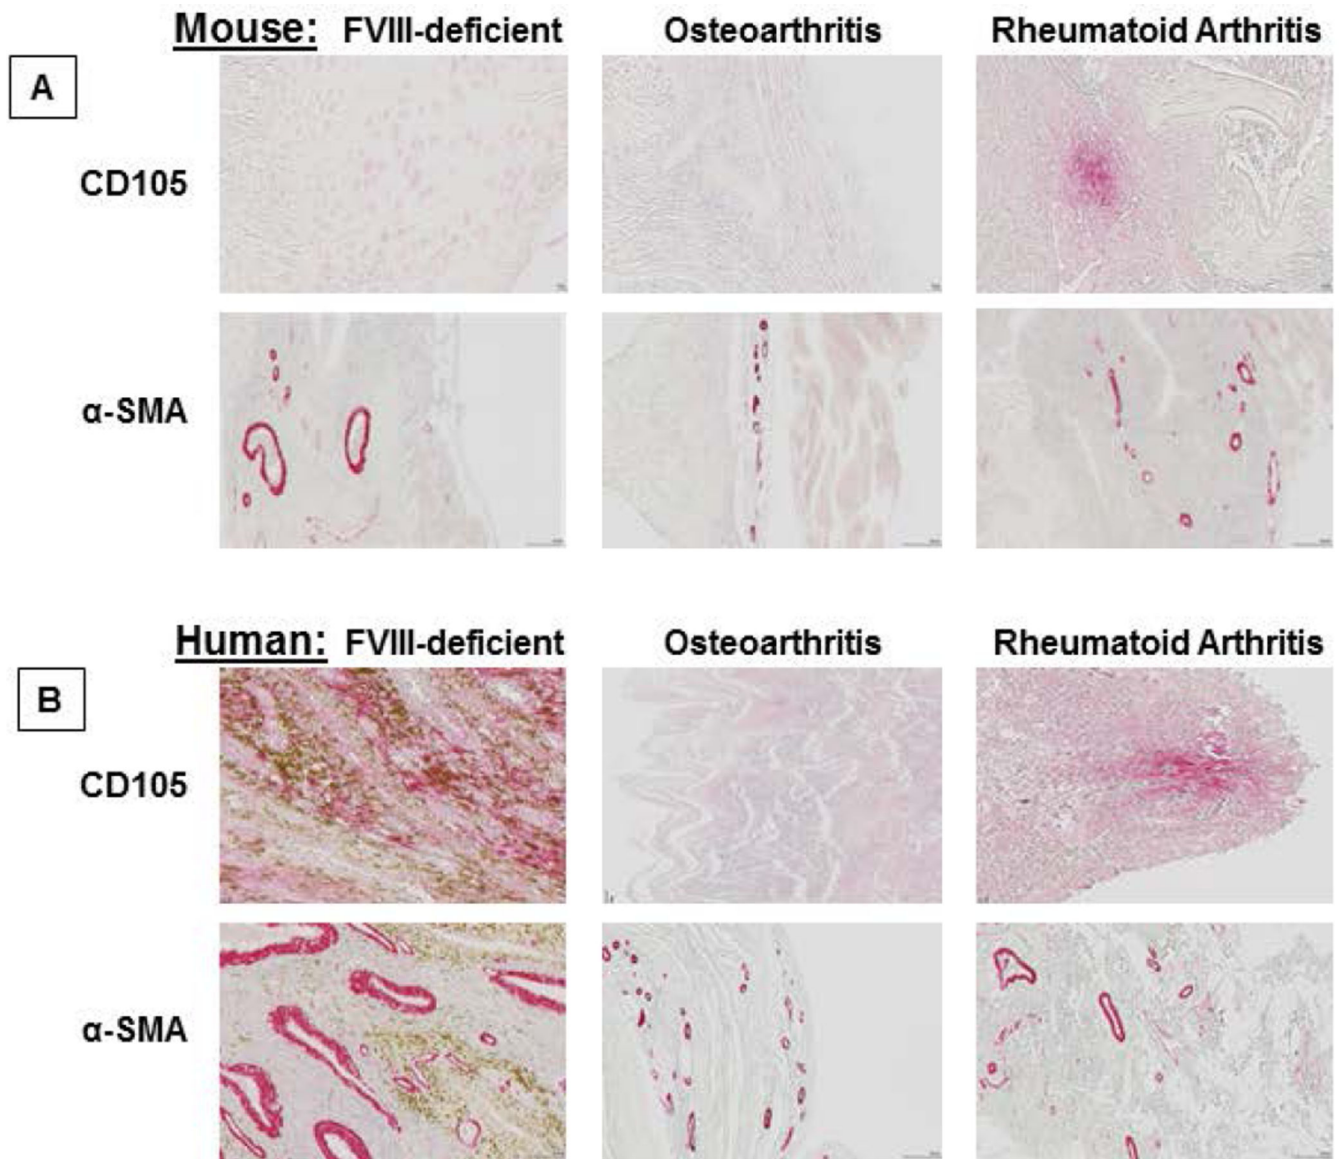 Mouse: FVIII-deficient Osteoarthritis Rheumatoid Arthritis
A
CD105
α-SMA
Human: FVIII-deficient Osteoarthritis Rheumatoid Arthritis
B
CD105
α-SMA